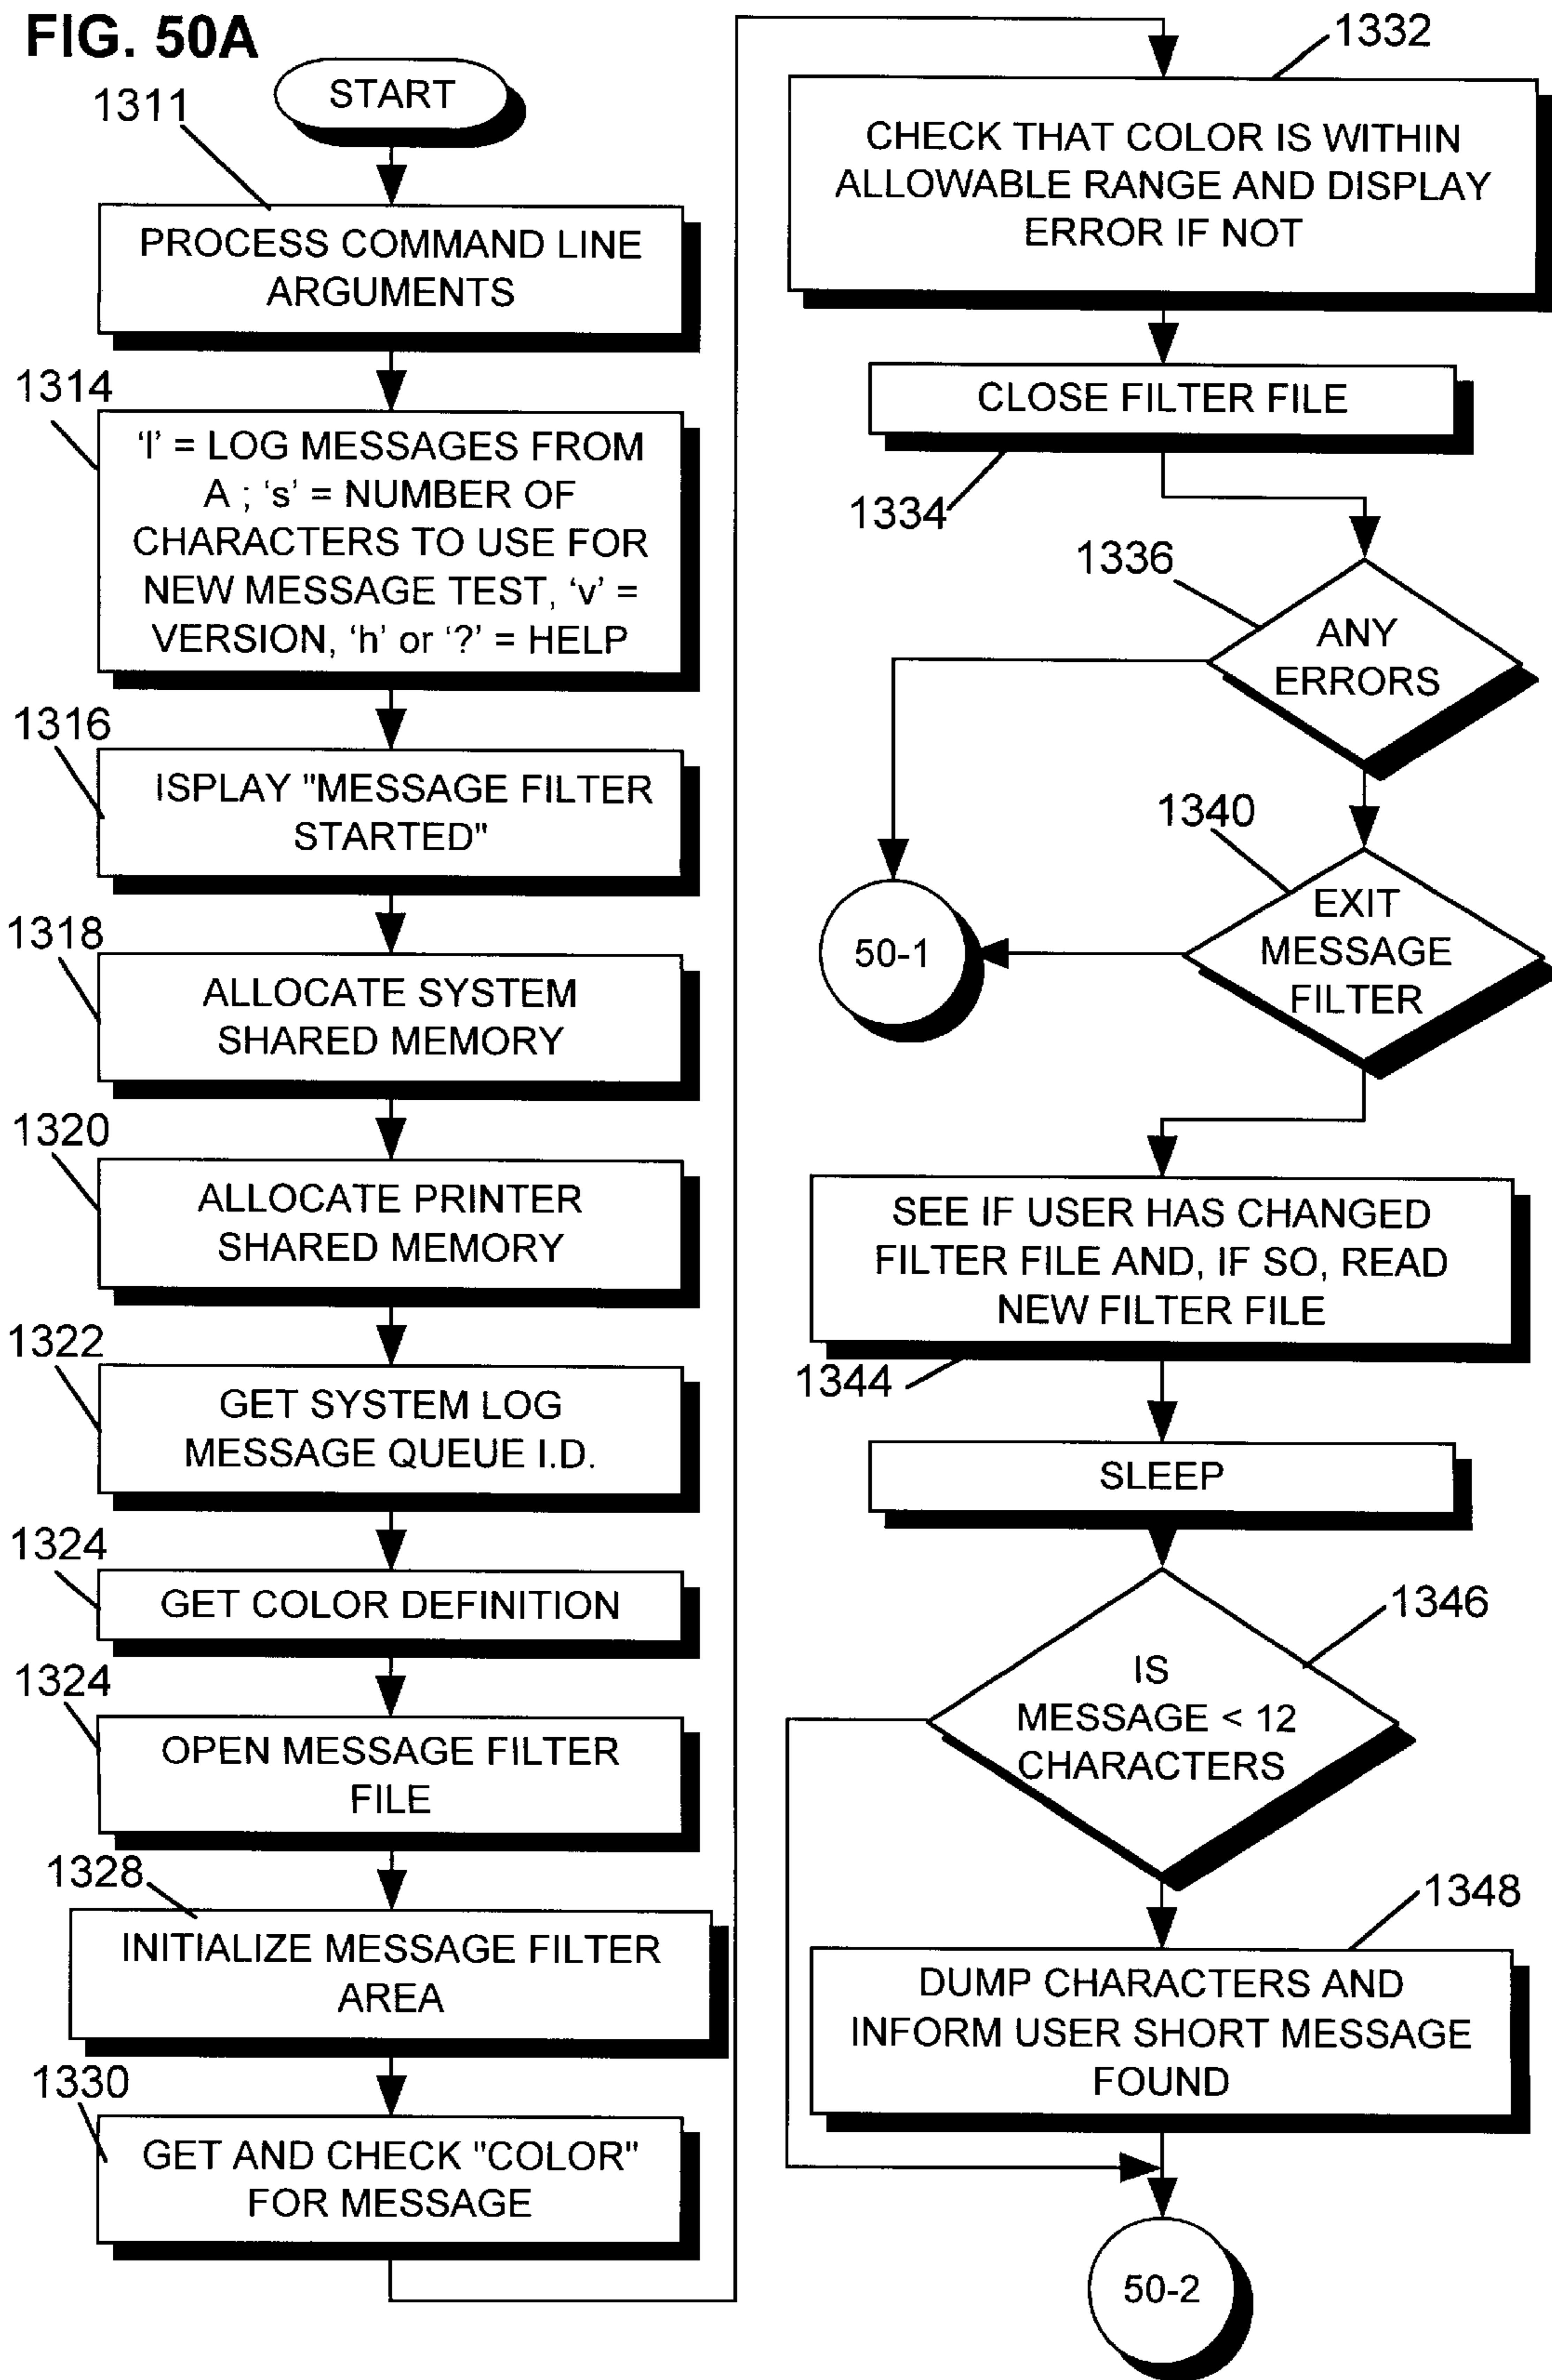 FIG. 50A
START
1311
PROCESS COMMAND LINE
ARGUMENTS
1314
‘l’ = LOG MESSAGES FROM
A ; ‘s’ = NUMBER OF
CHARACTERS TO USE FOR
NEW MESSAGE TEST, ‘v’ =
VERSION, ‘h’ or ‘?’ = HELP
1316
ISPLAY "MESSAGE FILTER
STARTED"
1318
ALLOCATE SYSTEM
SHARED MEMORY
1320
ALLOCATE PRINTER
SHARED MEMORY
1322
GET SYSTEM LOG
MESSAGE QUEUE I.D.
1324
GET COLOR DEFINITION
1324
OPEN MESSAGE FILTER
FILE
1328
INITIALIZE MESSAGE FILTER
AREA
1330
GET AND CHECK "COLOR"
FOR MESSAGE
1332
CHECK THAT COLOR IS WITHIN
ALLOWABLE RANGE AND DISPLAY
ERROR IF NOT
CLOSE FILTER FILE
1334
1336
ANY
ERRORS
1340
EXIT
MESSAGE
FILTER
50-1
SEE IF USER HAS CHANGED
FILTER FILE AND, IF SO, READ
NEW FILTER FILE
1344
SLEEP
1346
IS
MESSAGE < 12
CHARACTERS
1348
DUMP CHARACTERS AND
INFORM USER SHORT MESSAGE
FOUND
50-2